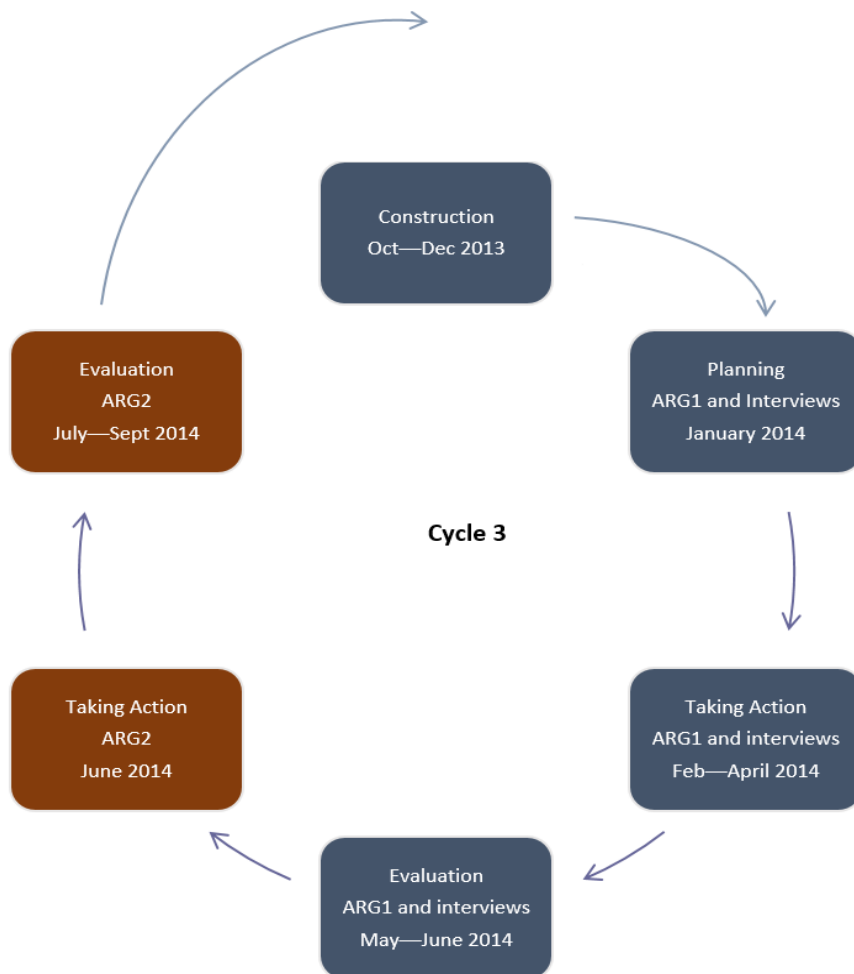 Construction
Oct—Dec 2013
Planning
ARG1 and Interviews
January 2014
Taking Action
ARG1 and interviews
Feb—April 2014
Evaluation
ARG1 and interviews
May—June 2014
Taking Action
ARG2
June 2014
Evaluation
ARG2
July—Sept 2014
Cycle 3